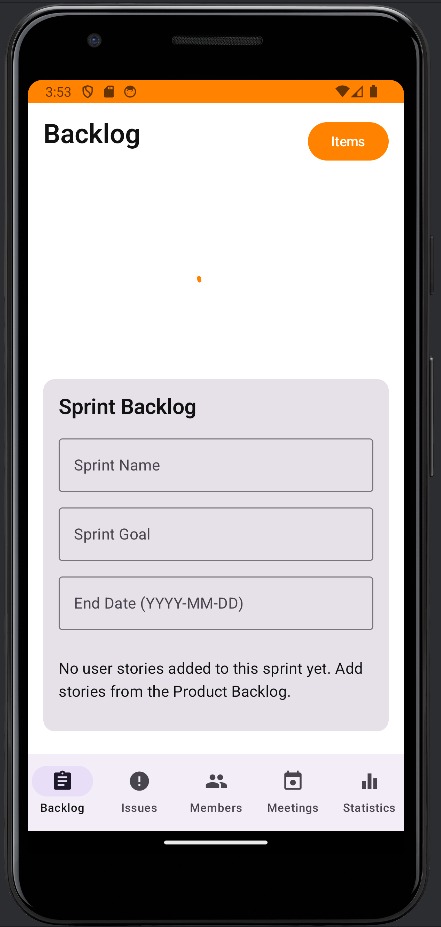 3:53
Backlog
Items
Sprint Backlog
Sprint Name
Sprint Goal
End Date (YYYY-MM-DD)
No user stories added to this sprint yet. Add
stories from the Product Backlog.
Backlog
Issues
Members
Meetings
Statistics